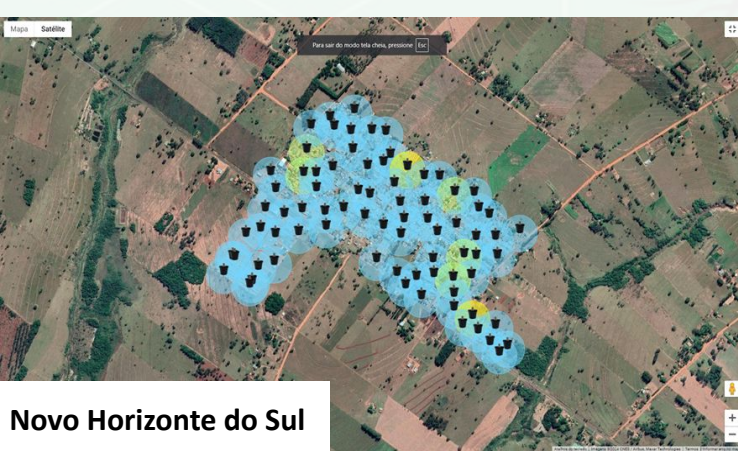 Mapa Satélite
Para sair do modo tela cheia, pressione Esc
Novo Horizonte do Sul